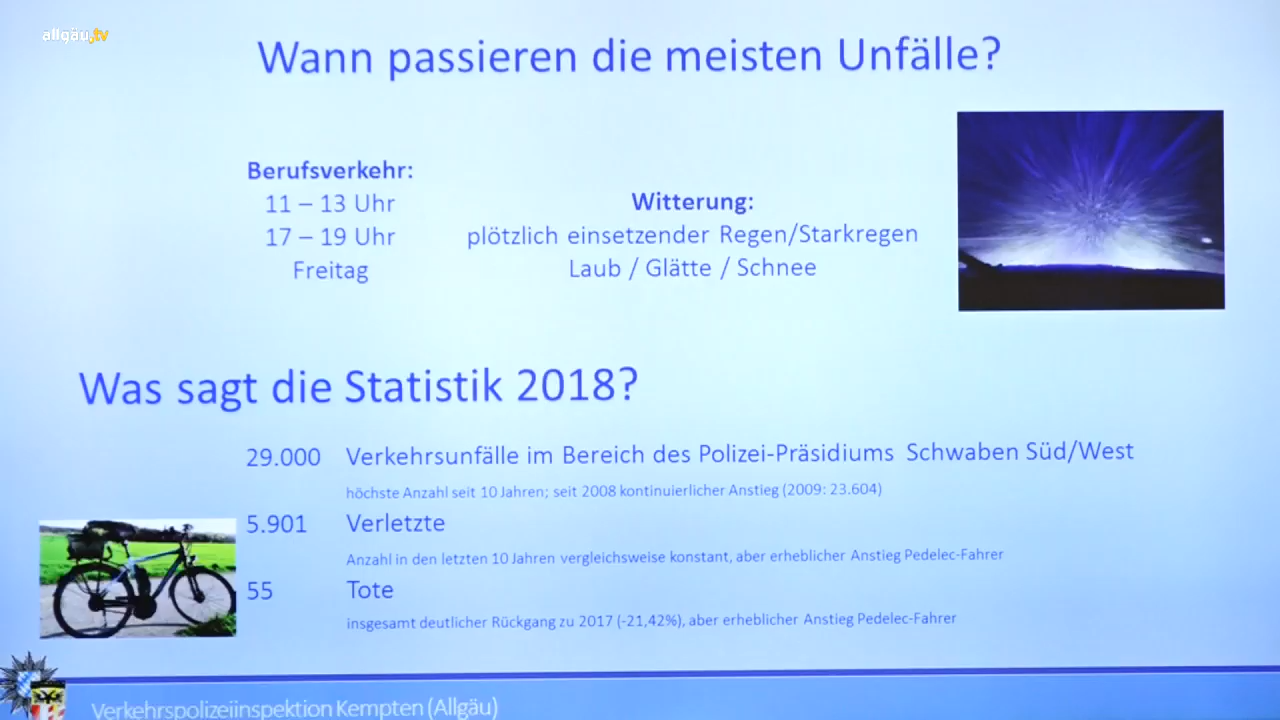 allgäu.tv
Wann passieren die meisten Unfälle?
Berufsverkehr:
11 – 13 Uhr
17 – 19 Uhr
Freitag
Witterung:
plötzlich einsetzender Regen/Starkregen
Laub / Glätte / Schnee
Was sagt die Statistik 2018?
29.000 Verkehrsunfälle im Bereich des Polizei-Präsidiums Schwaben Süd/West
höchste Anzahl seit 10 Jahren; seit 2008 kontinuierlicher Anstieg (2009: 23.604)
5.901 Verletzte
Anzahl in den letzten 10 Jahren vergleichsweise konstant, aber erheblicher Anstieg Pedelec-Fahrer
55 Tote
insgesamt deutlicher Rückgang zu 2017 (-21,42%), aber erheblicher Anstieg Pedelec-Fahrer
Verkehrspolizeiinspektion Kempten (Allgäu)